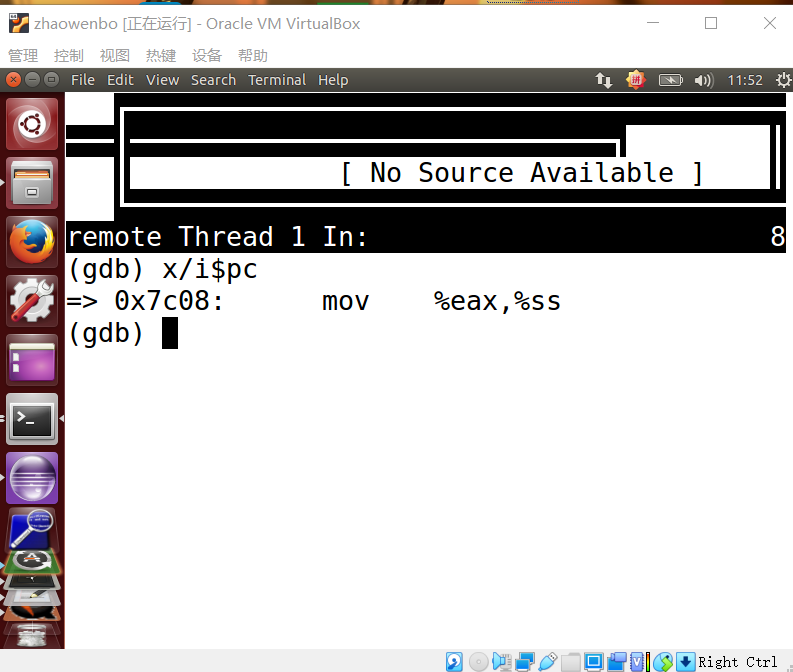 zhaowenbo [正在运行] - Oracle VM VirtualBox
管理 控制 视图 热键 设备 帮助
File Edit View Search Terminal Help 拼 11:52
[ No Source Available ]
remote Thread 1 In: 8
(gdb) x/i$pc
=> 0x7c08: mov %eax,%ss
(gdb)
Right Ctrl